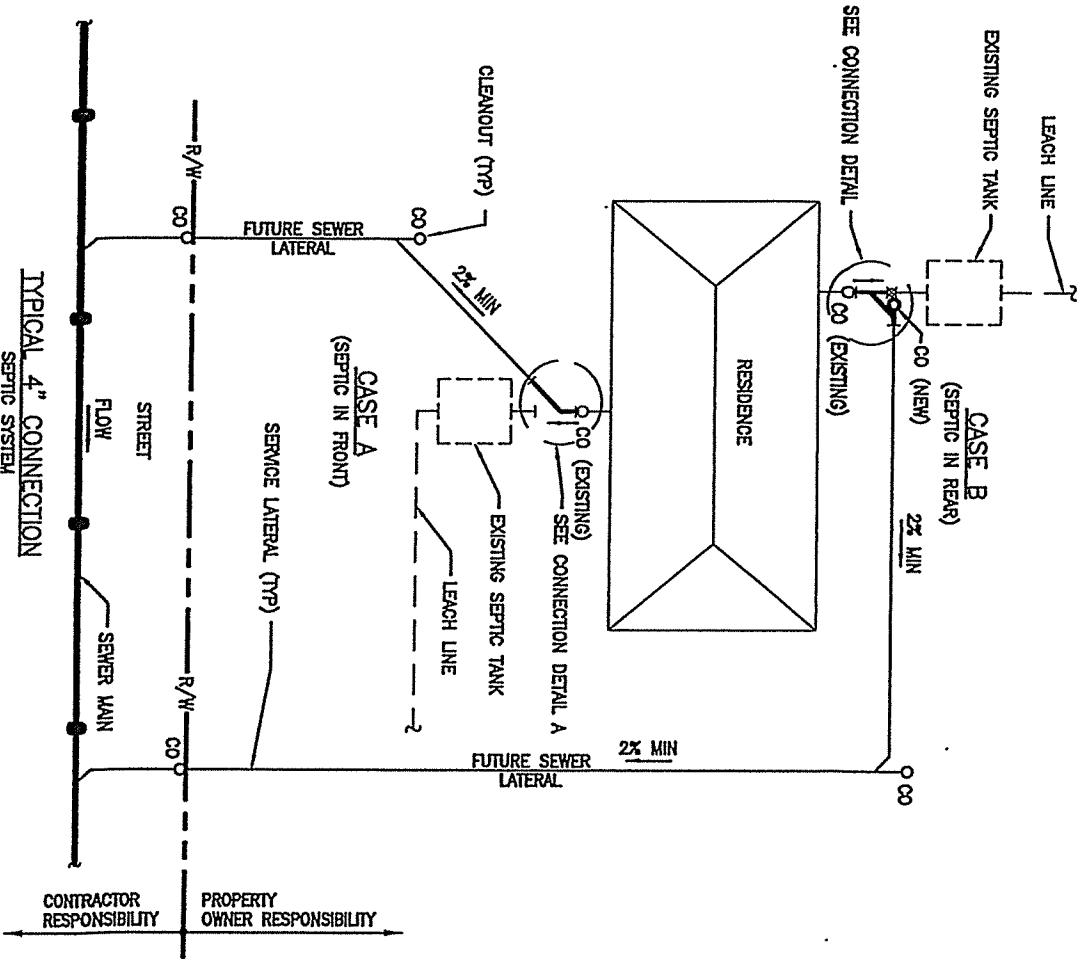 LEACH LINE
EXISTING SEPTIC TANK
SEE CONNECTION DETAIL
CASE B
(SEPTIC IN REAR)
CO (NEW)
CO (EXISTING)
2% MIN
CO
RESIDENCE
CLEANOUT (TYP)
CO
CO (EXISTING)
SEE CONNECTION DETAIL A
EXISTING SEPTIC TANK
LEACH LINE
2% MIN
CASE A
(SEPTIC IN FRONT)
FUTURE SEWER
LATERAL
FUTURE SEWER
LATERAL
2% MIN
SERVICE LATERAL (TYP)
CO
R/W
R/W
CO
STREET
FLOW
SEWER MAIN
CONTRACTOR
RESPONSIBILITY
PROPERTY
OWNER RESPONSIBILITY
TYPICAL 4" CONNECTION
SEPTIC SYSTEM